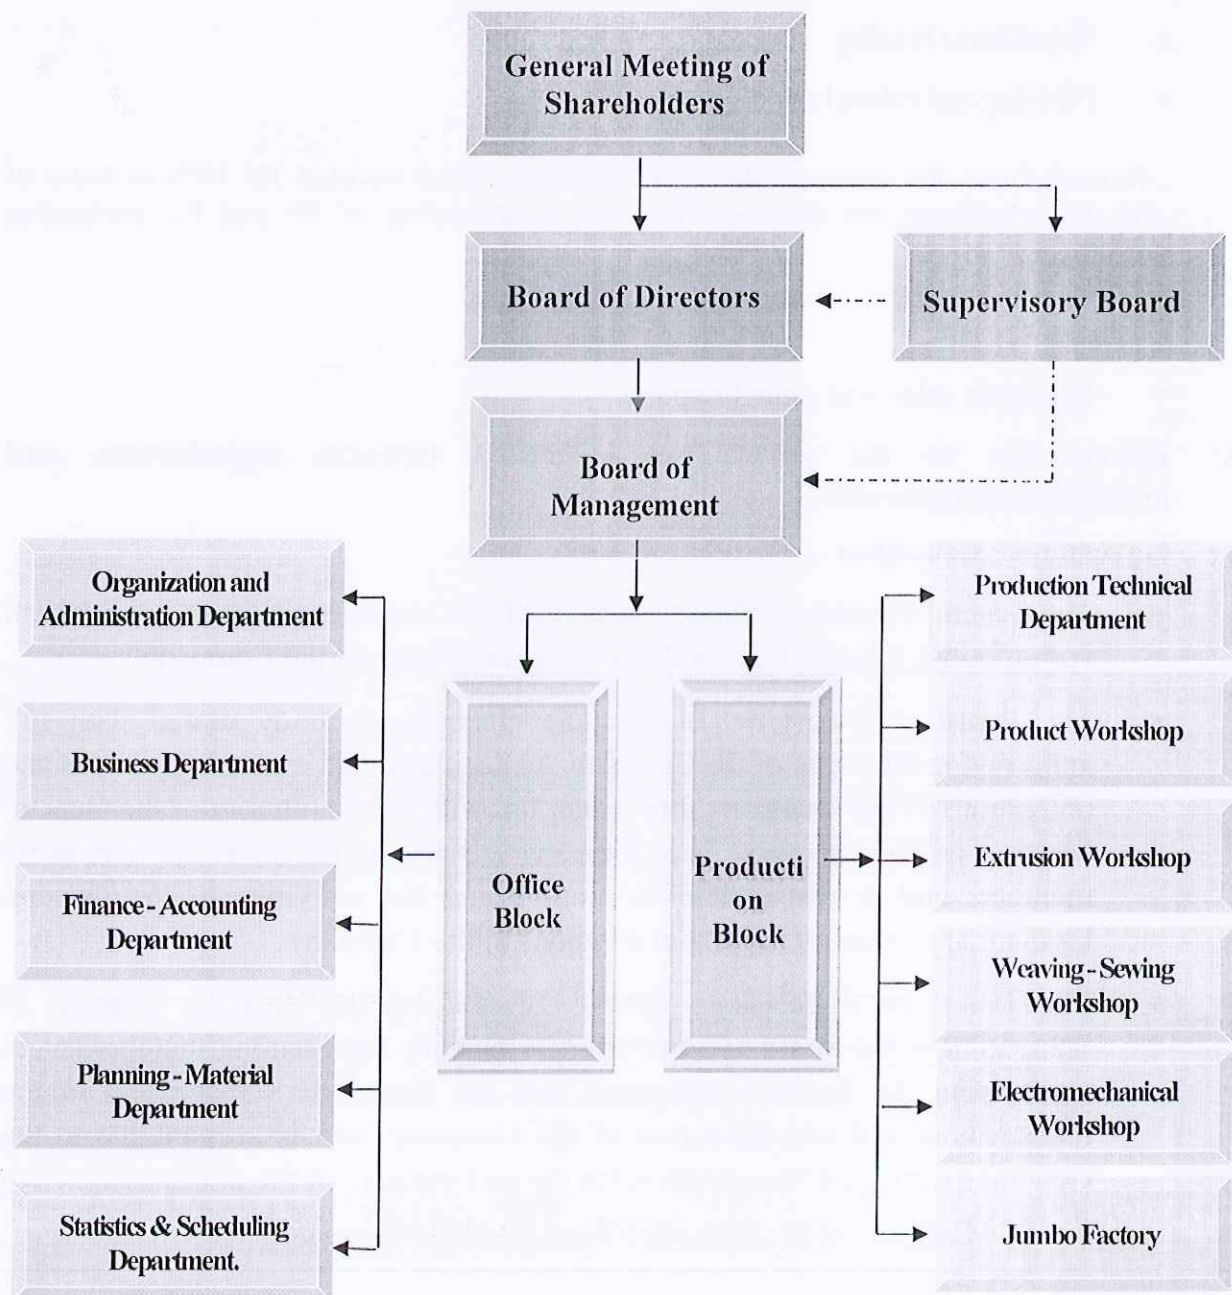 General Meeting of
Shareholders
Board of Directors
Supervisory Board
Board of
Management
Organization and
Administration Department
Business Department
Finance - Accounting
Department
Planning - Material
Department
Statistics & Scheduling
Department.
Office
Block
Producti
on
Block
Production Technical
Department
Product Workshop
Extrusion Workshop
Weaving - Sewing
Workshop
Electromechanical
Workshop
Jumbo Factory